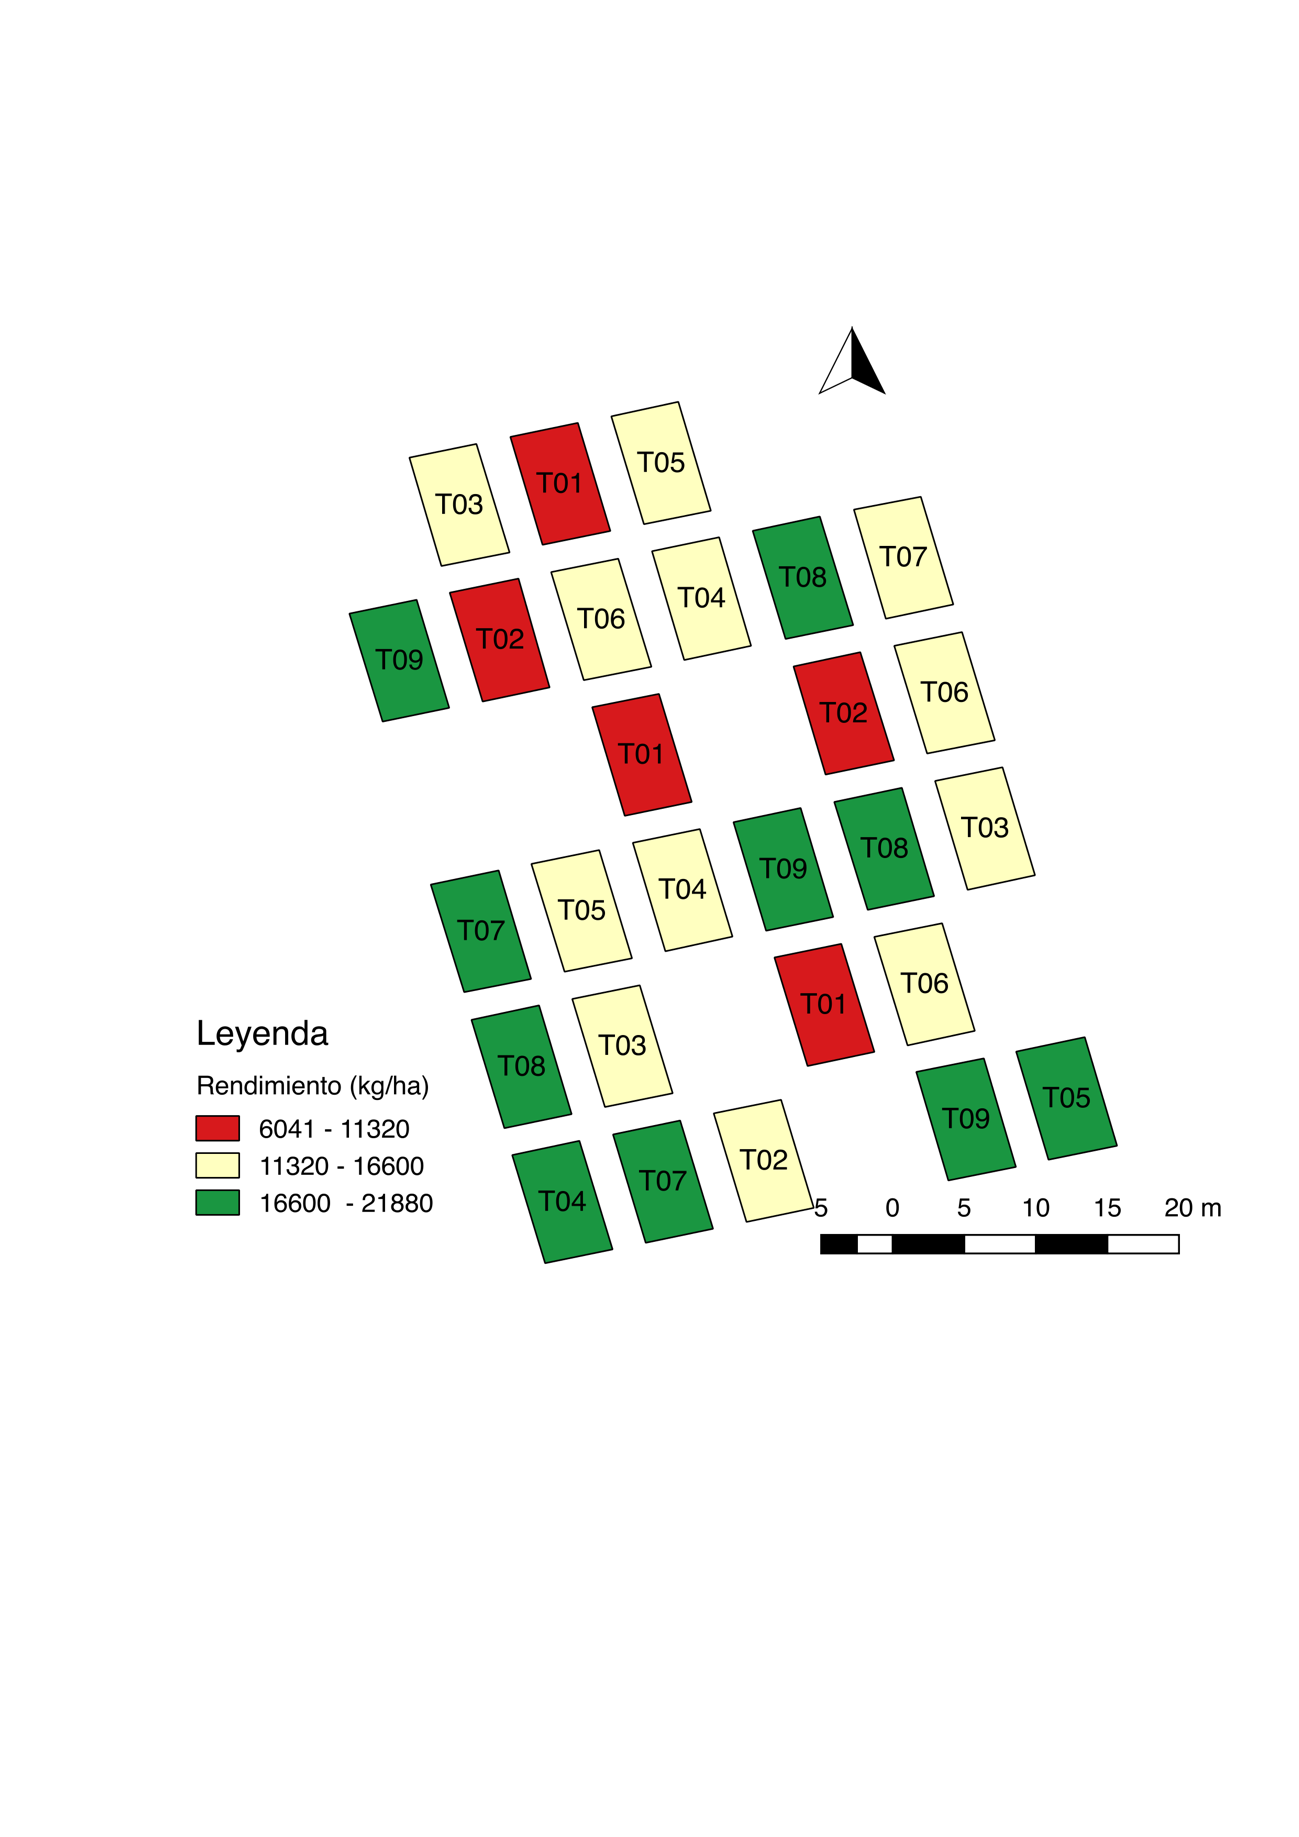 T05
T01
T03
T07
T08
T04
T06
T02
T09
T06
T02
T01
T03
T08
T09
T04
T05
T07
T06
T01
T03
T08
T05
T09
T02
T07
T04
Leyenda
Rendimiento (kg/ha)
6041 - 11320
11320 - 16600
16600 - 21880
5 0 5 10 15 20 m